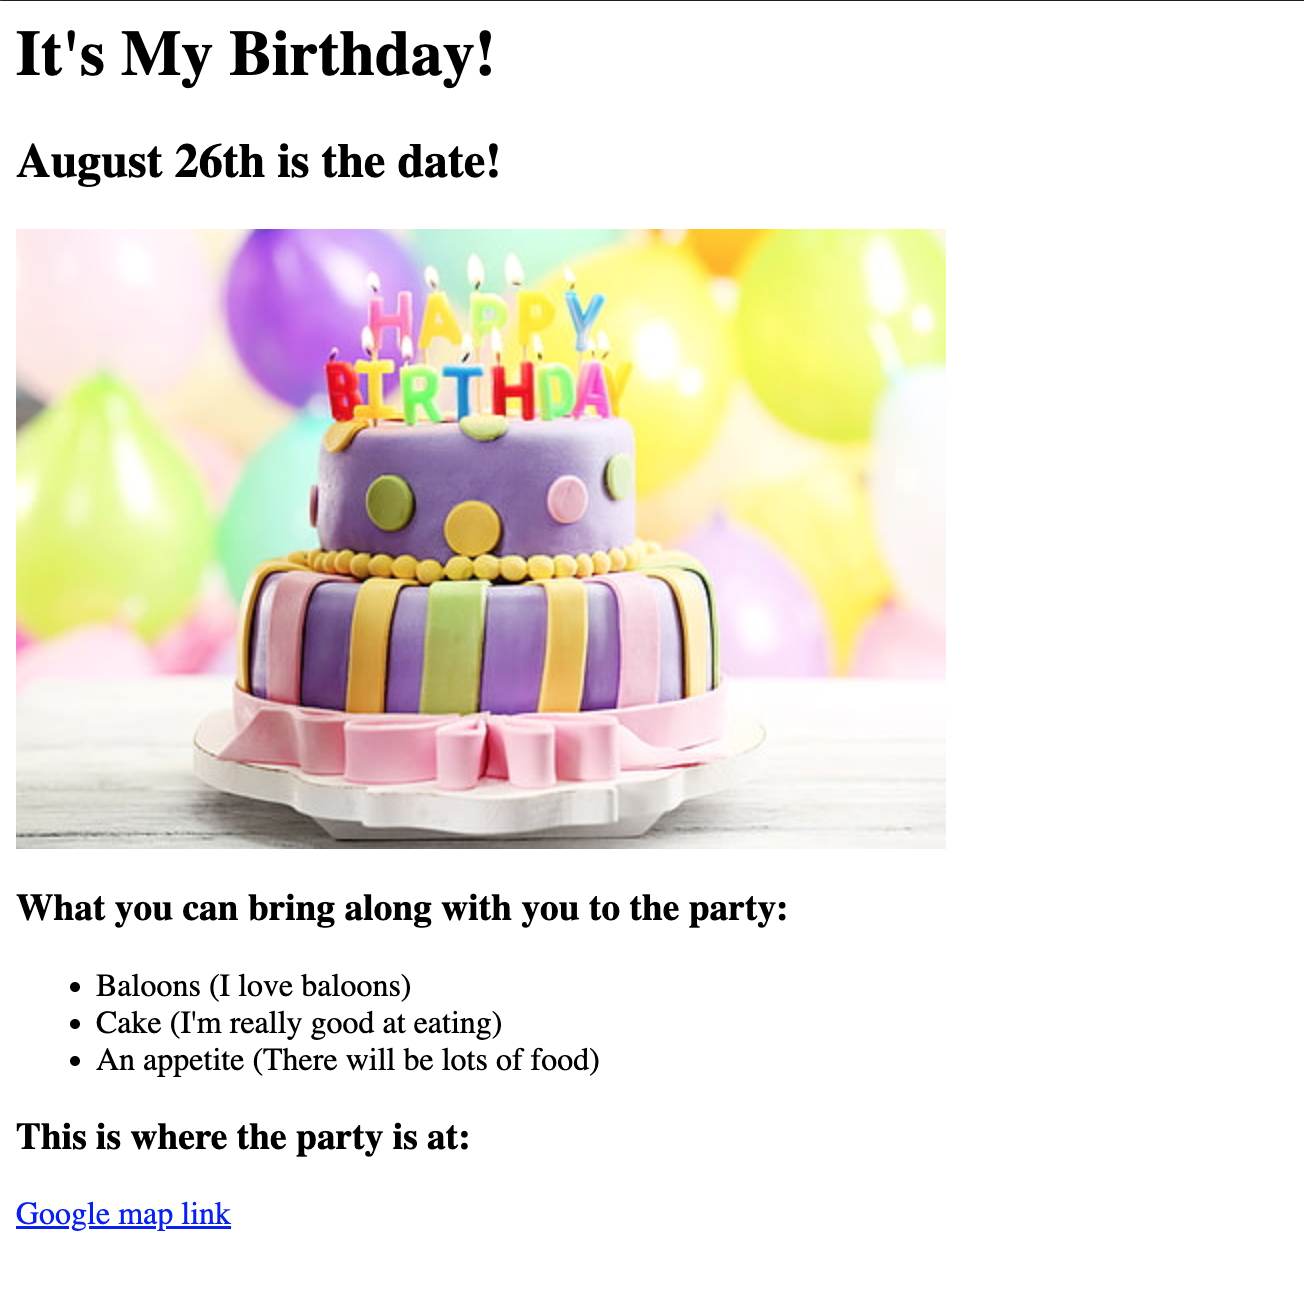 It's My Birthday!
August 26th is the date!
HAPPY
BIRTHDAY
What you can bring along with you to the party:
Baloons (I love baloons)
Cake (I'm really good at eating)
An appetite (There will be lots of food)
This is where the party is at:
Google map link